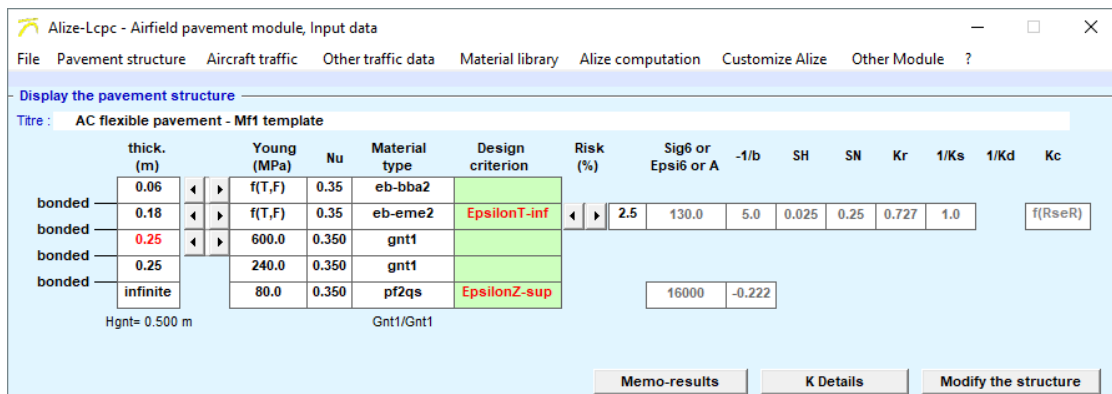 Alize-Lcpc - Airfield pavement module, Input data
File Pavement structure Aircraft traffic Other traffic data Material library Alize computation Customize Alize Other Module ?
Display the pavement structure
Titre : AC flexible pavement - Mf1 template
thick. (m) Young (MPa) Nu Material type Design criterion Risk (%) Sig6 or Epsi6 or A -1/b SH SN Kr 1/Ks 1/Kd Kc
0.06 f(T,F) 0.35 eb-bba2
bonded
0.18 f(T,F) 0.35 eb-eme2 EpsilonT-inf 2.5 130.0 5.0 0.025 0.25 0.727 1.0 f(RseR)
bonded
0.25 600.0 0.350 gnt1
bonded
0.25 240.0 0.350 gnt1
bonded
infinite 80.0 0.350 pf2qs EpsilonZ-sup 16000 -0.222
Hgnt= 0.500 m Gnt1/Gnt1
Memo-results K Details Modify the structure